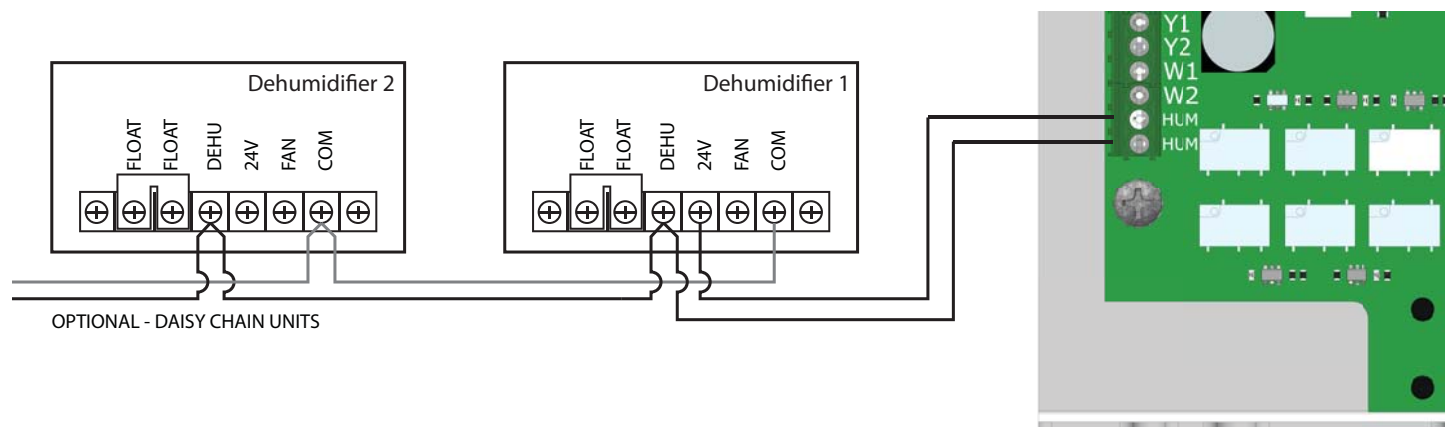 Dehumidifier 2
FLOAT
FLOAT
DEHU
24V
FAN
COM
OPTIONAL - DAISY CHAIN UNITS
Dehumidifier 1
FLOAT
FLOAT
DEHU
24V
FAN
COM
Y1
Y2
W1
W2
HUM
HUM